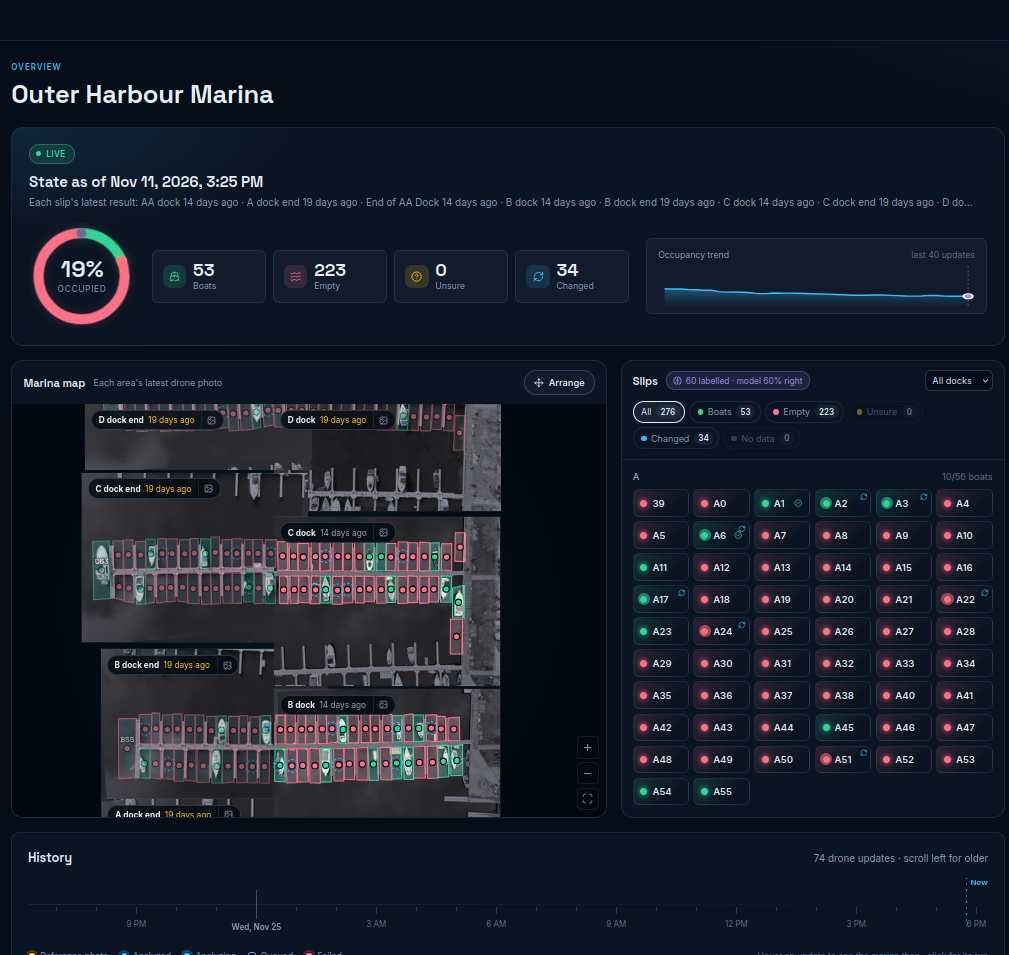 OVERVIEW
Outer Harbour Marina
LIVE
State as of Nov 11, 2026, 3:25 PM
Each slip's latest result: AA dock 14 days ago · A dock end 19 days ago · End of AA Dock 14 days ago · B dock 14 days ago · B dock end 19 days ago · C dock 14 days ago · C dock end 19 days ago · D do...
19%
OCCUPIED
53
Boats
223
Empty
0
Unsure
34
Changed
Occupancy trend last 40 updates
Marina map Each area's latest drone photo
Arrange
D dock end 19 days ago
D dock 19 days ago
C dock end 19 days ago
C dock 14 days ago
CB3
B dock end 19 days ago
B dock 14 days ago
B55
A dock end 19 days ago
Slips 60 labelled · model 60% right All docks
All 276 Boats 53 Empty 223 Unsure 0
Changed 34 No data 0
A 10/56 boats
39 A0 A1 A2 A3 A4
A5 A6 A7 A8 A9 A10
A11 A12 A13 A14 A15 A16
A17 A18 A19 A20 A21 A22
A23 A24 A25 A26 A27 A28
A29 A30 A31 A32 A33 A34
A35 A36 A37 A38 A40 A41
A42 A43 A44 A45 A46 A47
A48 A49 A50 A51 A52 A53
A54 A55
History 74 drone updates · scroll left for older
Now
9 PM Wed, Nov 25 3 AM 6 AM 9 AM 12 PM 3 PM 6 PM
Reference photo Analyzed Analyzing Queued Failed